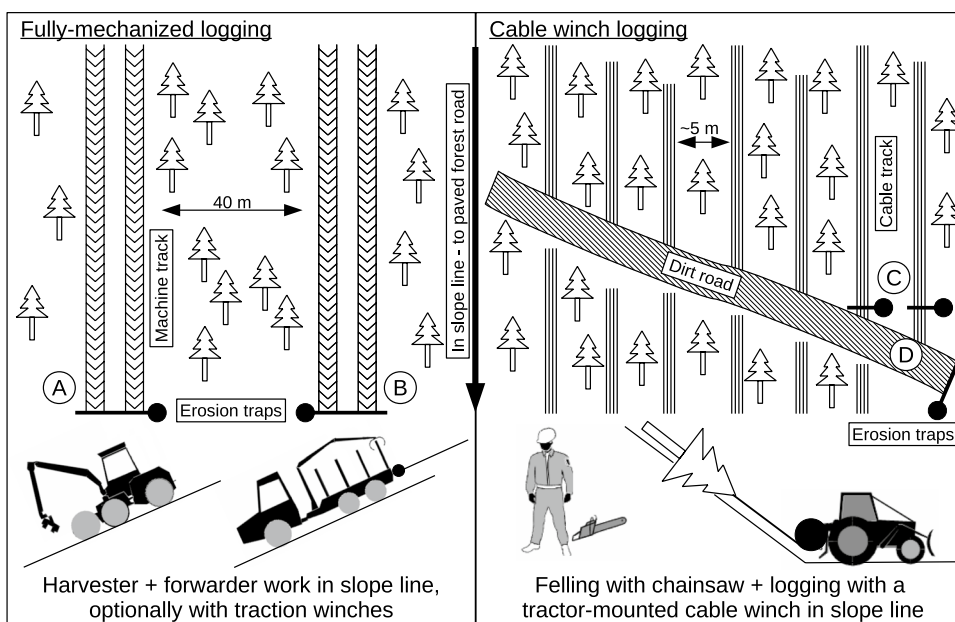 Fully-mechanized logging
40 m
Machine track
A
B
Erosion traps
Harvester + forwarder work in slope line,
optionally with traction winches
In slope line - to paved forest road
Cable winch logging
~5 m
Cable track
Dirt road
C
D
Erosion traps
Felling with chainsaw + logging with a
tractor-mounted cable winch in slope line